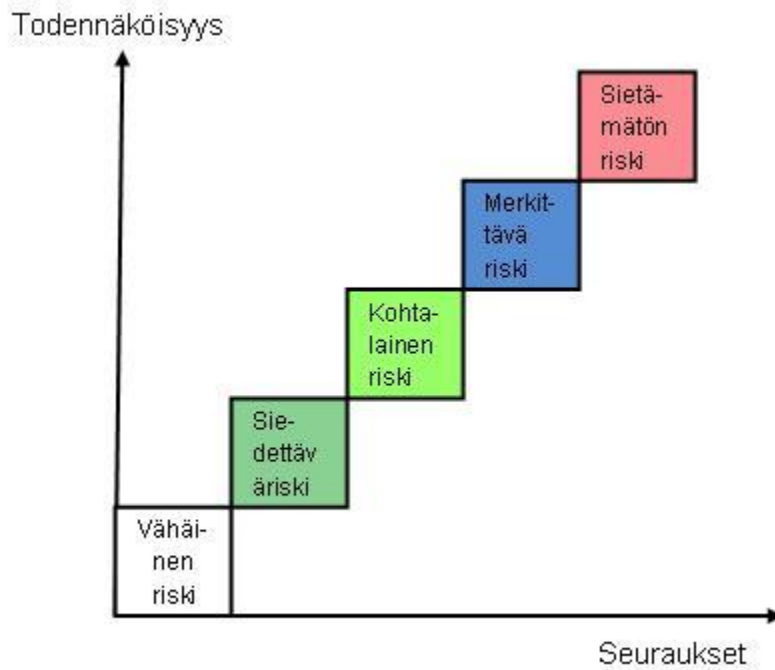 Todennäköisyys
Sietä-
mätön
riski
Merkit-
tävä
riski
Kohta-
lainen
riski
Sie-
dettäv
äriski
Vähäi-
nen
riski
Seuraukset